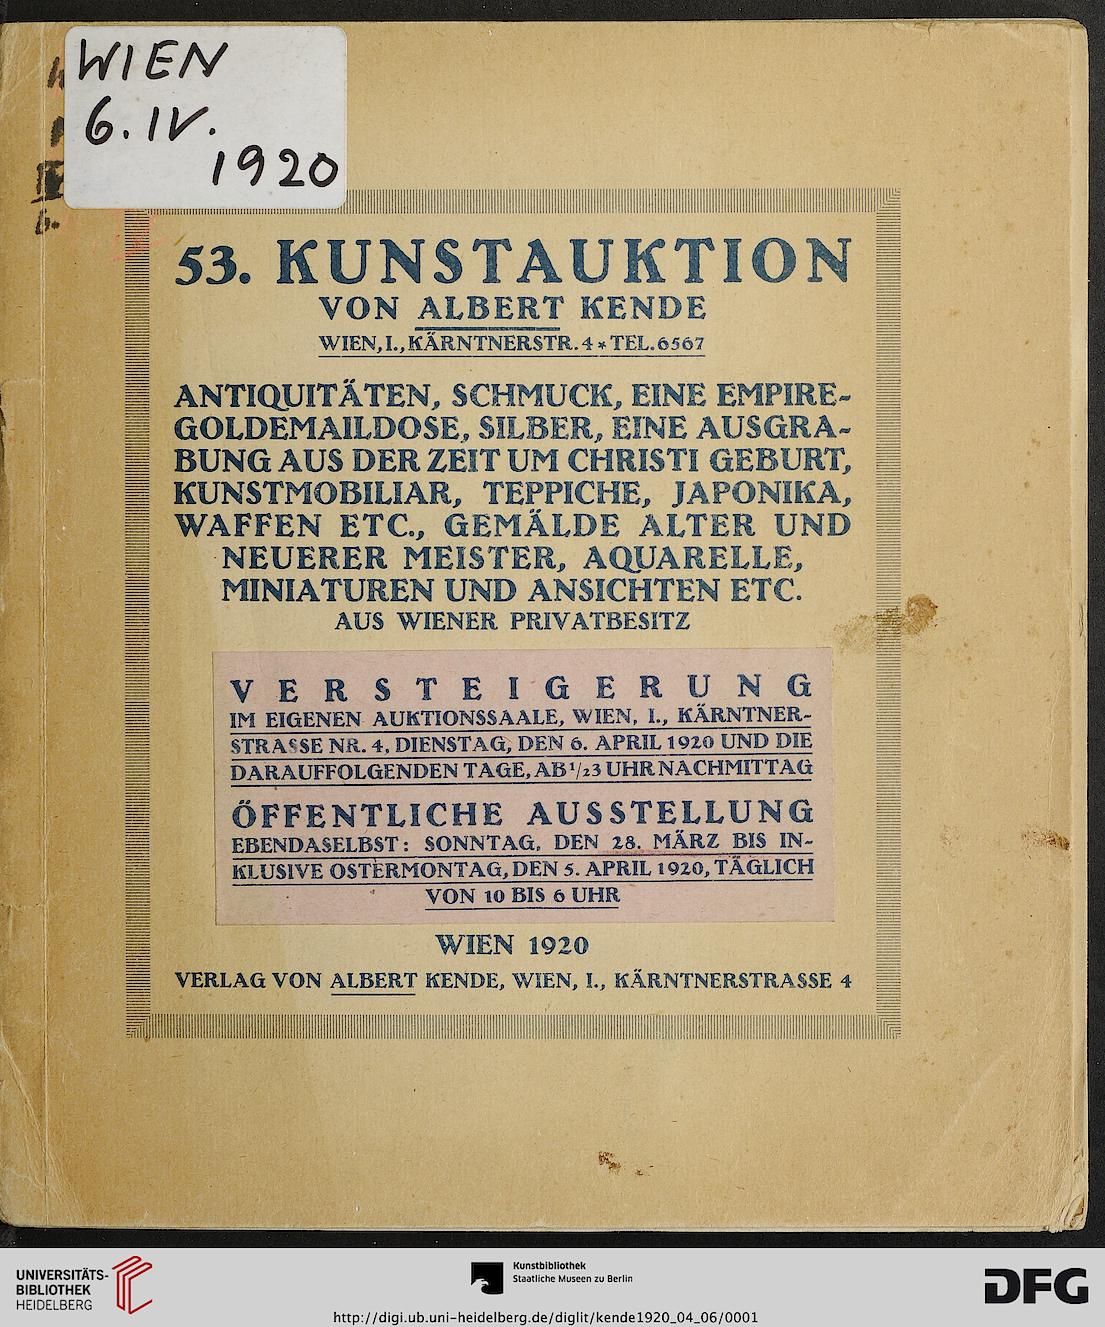 WIEN
6. IV.
1920
53. KUNSTAUKTION
VON ALBERT KENDE
WIEN, I., KÄRNTNERSTR. 4 * TEL. 6567
ANTIQUITÄTEN, SCHMUCK, EINE EMPIRE-
GOLDEMAILDOSE, SILBER, EINE AUSGRA-
BUNG AUS DER ZEIT UM CHRISTI GEBURT,
KUNSTMOBILIAR, TEPPICHE, JAPONIKA,
WAFFEN ETC., GEMÄLDE ALTER UND
NEUERER MEISTER, AQUARELLE,
MINIATUREN UND ANSICHTEN ETC.
AUS WIENER PRIVATBESITZ
VERSTEIGERUNG
IM EIGENEN AUKTIONSSAALE, WIEN, I., KÄRNTNER-
STRASSE NR. 4, DIENSTAG, DEN 6. APRIL 1920 UND DIE
DARAUFFOLGENDEN TAGE, AB 1/23 UHR NACHMITTAG
ÖFFENTLICHE AUSSTELLUNG
EBENDASELBST: SONNTAG, DEN 28. MÄRZ BIS IN-
KLUSIVE OSTERMONTAG, DEN 5. APRIL 1920, TÄGLICH
VON 10 BIS 6 UHR
WIEN 1920
VERLAG VON ALBERT KENDE, WIEN, I., KÄRNTNERSTRASSE 4
UNIVERSITÄTS-
BIBLIOTHEK
HEIDELBERG
Kunstbibliothek
Staatliche Museen zu Berlin
DFG
http://digi.ub.uni-heidelberg.de/diglit/kende1920_04_06/0001